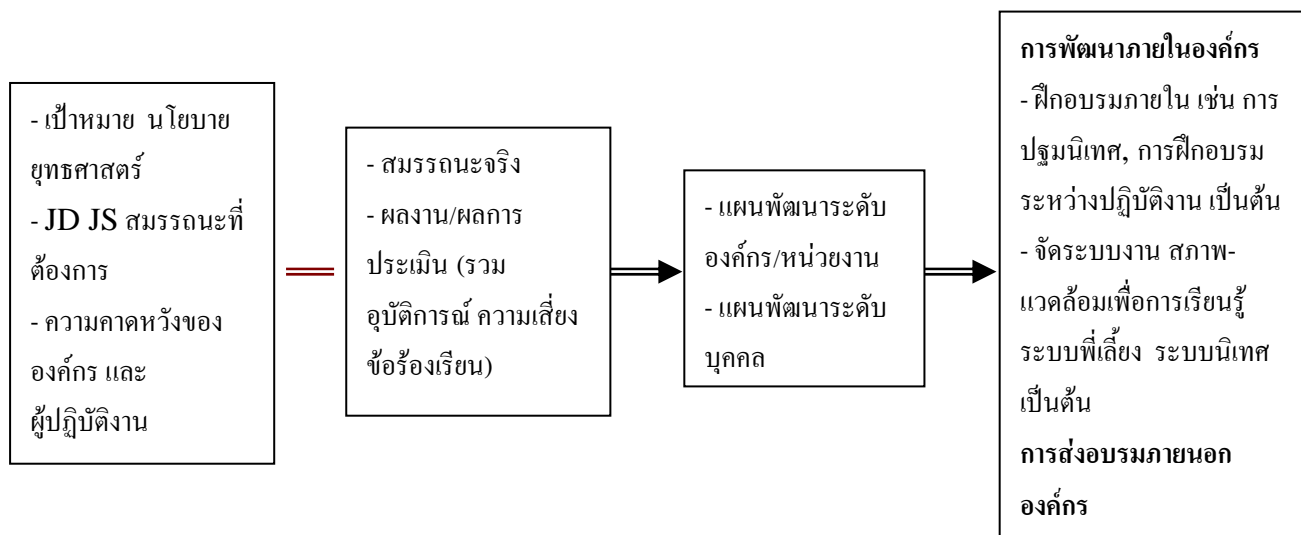 - เป้าหมาย นโยบาย
ยุทธศาสตร์
- JD JS สมรรถนะที่
ต้องการ
- ความคาดหวังของ
องค์กร และ
ผู้ปฏิบัติงาน
- สมรรถนะจริง
- ผลงาน/ผลการ
ประเมิน (รวม
อุบัติการณ์ ความเสี่ยง
ข้อร้องเรียน)
- แผนพัฒนาระดับ
องค์กร/หน่วยงาน
- แผนพัฒนาระดับ
บุคคล
การพัฒนาภายในองค์กร
- ฝึกอบรมภายใน เช่น การ
ปฐมนิเทศ, การฝึกอบรม
ระหว่างปฏิบัติงาน เป็นต้น
- จัดระบบงาน สภาพ-
แวดล้อมเพื่อการเรียนรู้
ระบบพี่เลี้ยง ระบบนิเทศ
เป็นต้น
การส่งอบรมภายนอก
องค์กร